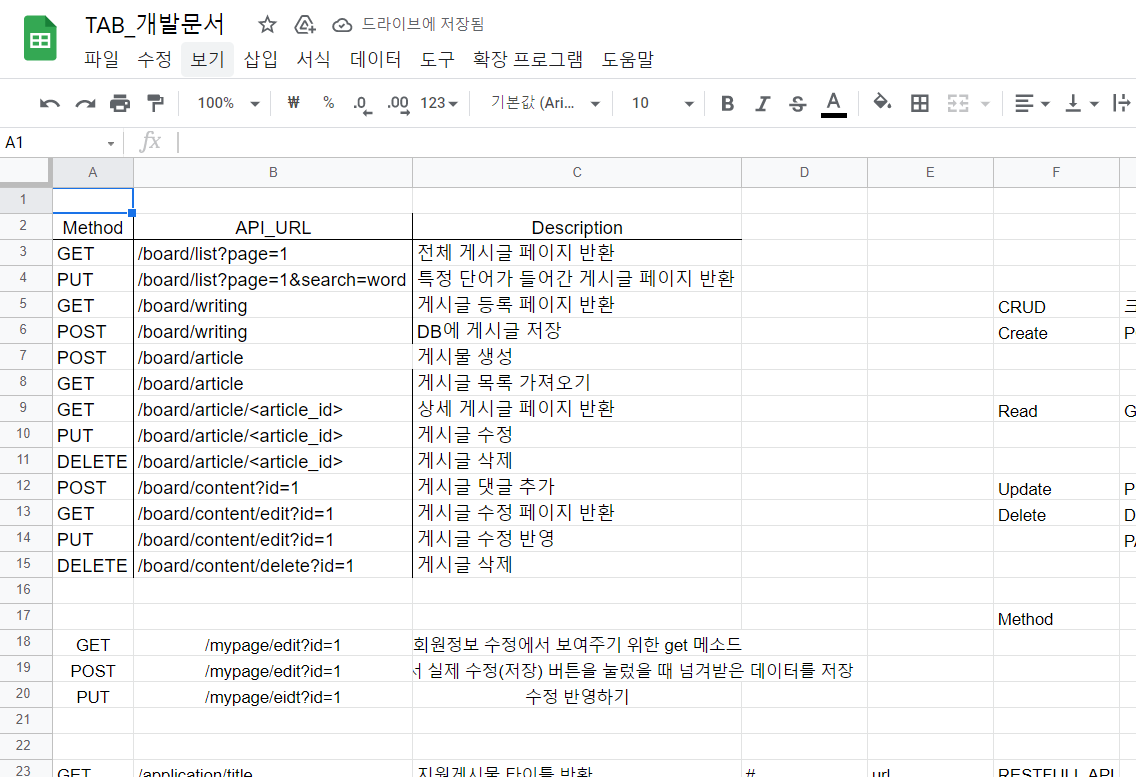 TAB_개발문서 드라이브에 저장됨
파일 수정 보기 삽입 서식 데이터 도구 확장 프로그램 도움말
100% ₩ % .0 .00 123 기본값 (Ari... 10 B I S A
A1 fx
A B C D E F
1
2 Method API_URL Description
3 GET /board/list?page=1 전체 게시글 페이지 반환
4 PUT /board/list?page=1&search=word 특정 단어가 들어간 게시글 페이지 반환
5 GET /board/writing 게시글 등록 페이지 반환 CRUD
6 POST /board/writing DB에 게시글 저장 Create
7 POST /board/article 게시물 생성
8 GET /board/article 게시글 목록 가져오기
9 GET /board/article/<article_id> 상세 게시글 페이지 반환 Read
10 PUT /board/article/<article_id> 게시글 수정
11 DELETE /board/article/<article_id> 게시글 삭제
12 POST /board/content?id=1 게시글 댓글 추가 Update
13 GET /board/content/edit?id=1 게시글 수정 페이지 반환 Delete
14 PUT /board/content/edit?id=1 게시글 수정 반영
15 DELETE /board/content/delete?id=1 게시글 삭제
16
17 Method
18 GET /mypage/edit?id=1 회원정보 수정에서 보여주기 위한 get 메소드
19 POST /mypage/edit?id=1 실제 수정(저장) 버튼을 눌렀을 때 넘겨받은 데이터를 저장
20 PUT /mypage/eidt?id=1 수정 반영하기
21
22
23 GET /application/title 지원게시물 타이틀 반환 # url RESTFULL API